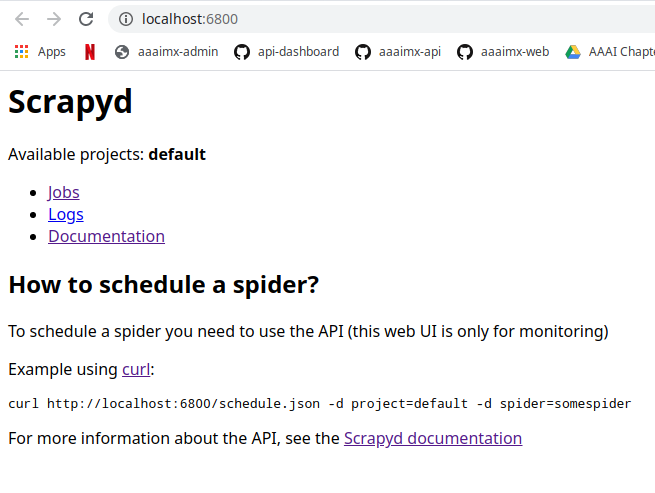 localhost:6800
Apps aaaimx-admin api-dashboard aaaimx-api aaaimx-web AAAI Chapt
Scrapyd
Available projects: default
Jobs
Logs
Documentation
How to schedule a spider?
To schedule a spider you need to use the API (this web UI is only for monitoring)
Example using curl:
curl http://localhost:6800/schedule.json -d project=default -d spider=somespider
For more information about the API, see the Scrapyd documentation